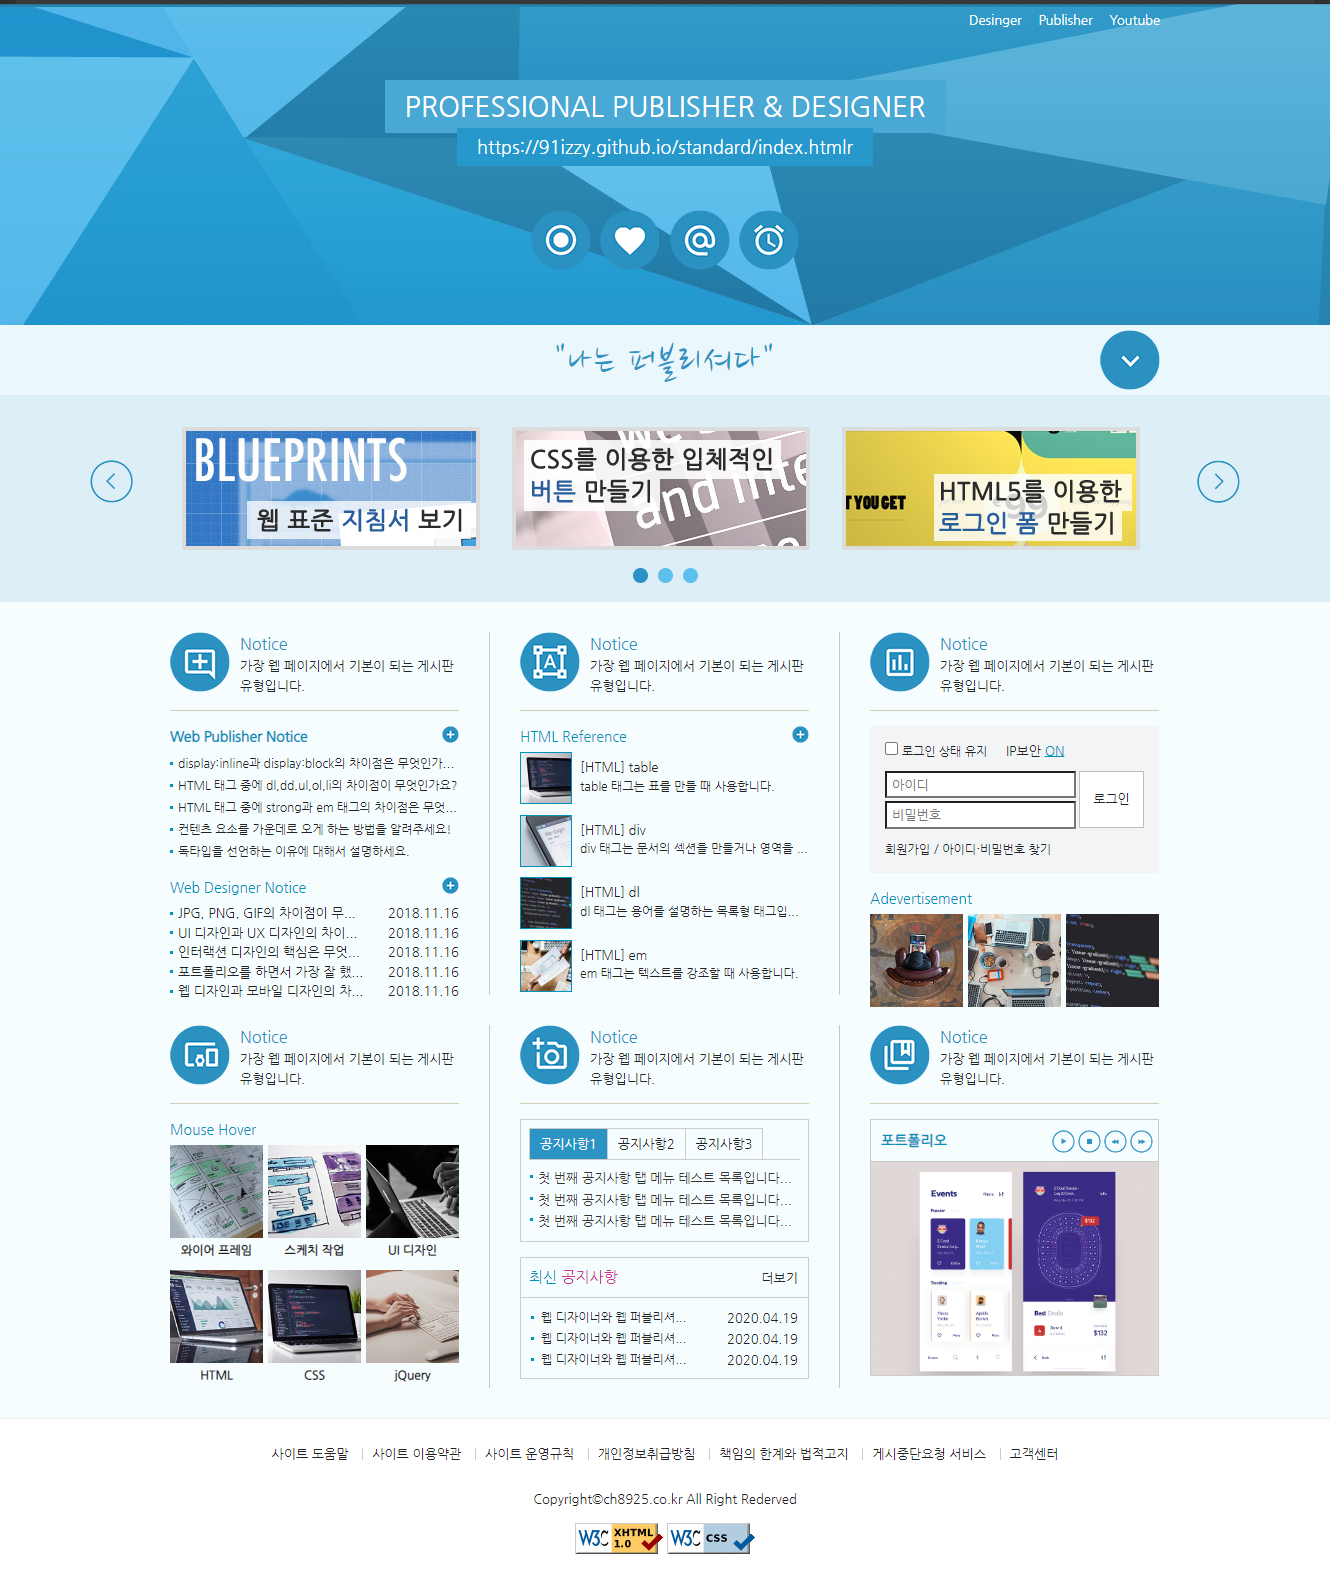 Desinger Publisher Youtube
PROFESSIONAL PUBLISHER & DESIGNER
https://91izzy.github.io/standard/index.htmlr
"나는 퍼블리셔다"
BLUEPRINTS
웹 표준 지침서 보기
CSS를 이용한 입체적인
버튼 만들기
and inte
T YOU GET
HTML5를 이용한
로그인 폼 만들기
Notice
가장 웹 페이지에서 기본이 되는 게시판
유형입니다.
Web Publisher Notice
display:inline과 display:block의 차이점은 무엇인가...
HTML 태그 중에 dl,dd,ul,ol,li의 차이점이 무엇인가요?
HTML 태그 중에 strong과 em 태그의 차이점은 무엇...
컨텐츠 요소를 가운데로 오게 하는 방법을 알려주세요!
독타입을 선언하는 이유에 대해서 설명하세요.
Web Designer Notice
JPG, PNG, GIF의 차이점이 무... 2018.11.16
UI 디자인과 UX 디자인의 차이... 2018.11.16
인터랙션 디자인의 핵심은 무엇... 2018.11.16
포트폴리오를 하면서 가장 잘 했... 2018.11.16
웹 디자인과 모바일 디자인의 차... 2018.11.16
Notice
가장 웹 페이지에서 기본이 되는 게시판
유형입니다.
HTML Reference
[HTML] table
table 태그는 표를 만들 때 사용합니다.
[HTML] div
div 태그는 문서의 섹션을 만들거나 영역을 ...
[HTML] dl
dl 태그는 용어를 설명하는 목록형 태그입...
[HTML] em
em 태그는 텍스트를 강조할 때 사용합니다.
Notice
가장 웹 페이지에서 기본이 되는 게시판
유형입니다.
로그인 상태 유지 IP보안 ON
아이디
비밀번호
로그인
회원가입 / 아이디·비밀번호 찾기
Adevertisement
Notice
가장 웹 페이지에서 기본이 되는 게시판
유형입니다.
Mouse Hover
와이어 프레임 스케치 작업 UI 디자인
HTML CSS jQuery
Notice
가장 웹 페이지에서 기본이 되는 게시판
유형입니다.
공지사항1 공지사항2 공지사항3
첫 번째 공지사항 탭 메뉴 테스트 목록입니다...
첫 번째 공지사항 탭 메뉴 테스트 목록입니다...
첫 번째 공지사항 탭 메뉴 테스트 목록입니다...
최신 공지사항 더보기
웹 디자이너와 웹 퍼블리셔... 2020.04.19
웹 디자이너와 웹 퍼블리셔... 2020.04.19
웹 디자이너와 웹 퍼블리셔... 2020.04.19
Notice
가장 웹 페이지에서 기본이 되는 게시판
유형입니다.
포트폴리오
Events
Popular
Trending
Best Deals
$132
사이트 도움말 사이트 이용약관 사이트 운영규칙 개인정보취급방침 책임의 한계와 법적고지 게시중단요청 서비스 고객센터
Copyright©ch8925.co.kr All Right Rederved
W3C XHTML 1.0 W3C CSS